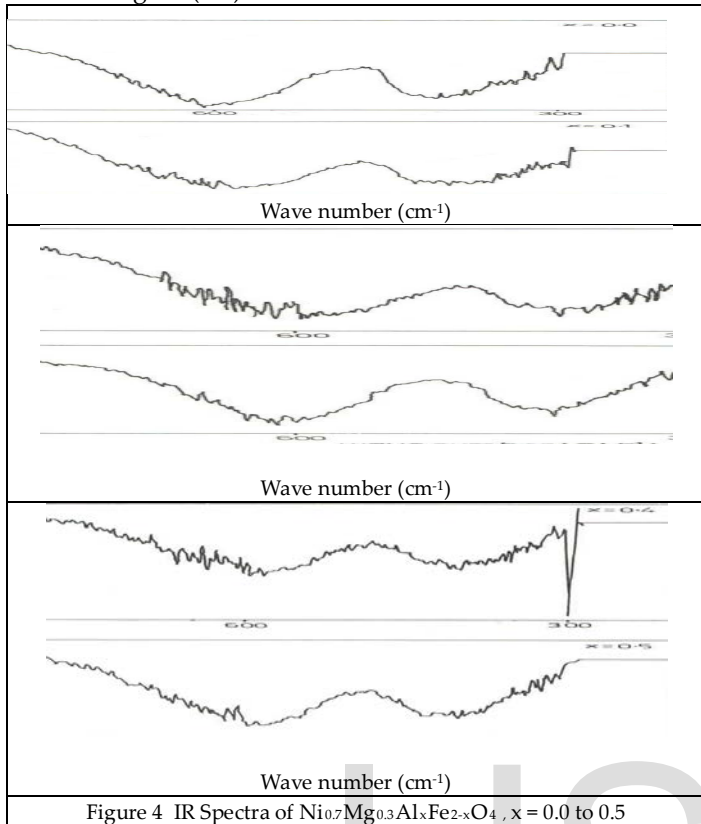 x = 0.0
600 300
x = 0.1
Wave number (cm-1)
600
600
Wave number (cm-1)
x = 0.4
600 300
x = 0.5
Wave number (cm-1)
Figure 4 IR Spectra of Ni0.7Mg0.3AlxFe2-xO4 , x = 0.0 to 0.5